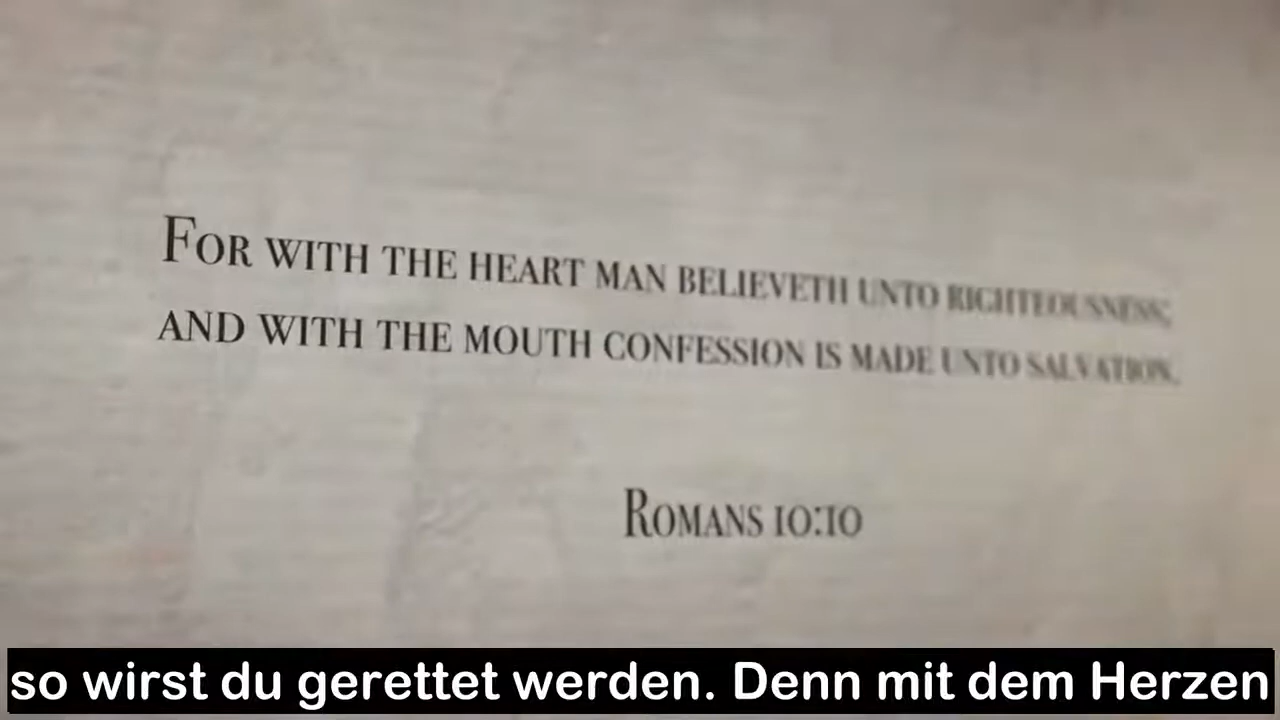 FOR WITH THE HEART MAN BELIEVETH UNTO RIGHTEOUSNESS;
AND WITH THE MOUTH CONFESSION IS MADE UNTO SALVATION.
ROMANS 10:10
so wirst du gerettet werden. Denn mit dem Herzen